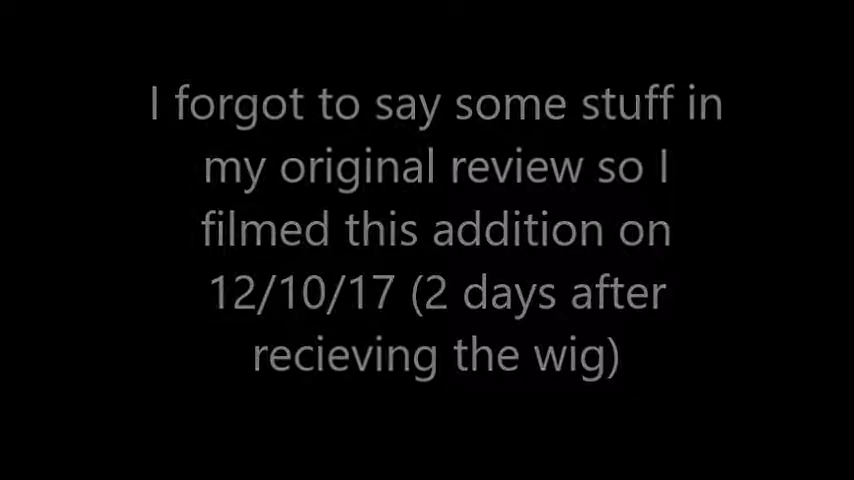 I forgot to say some stuff in
my original review so I
filmed this addition on
12/10/17 (2 days after
recieving the wig)